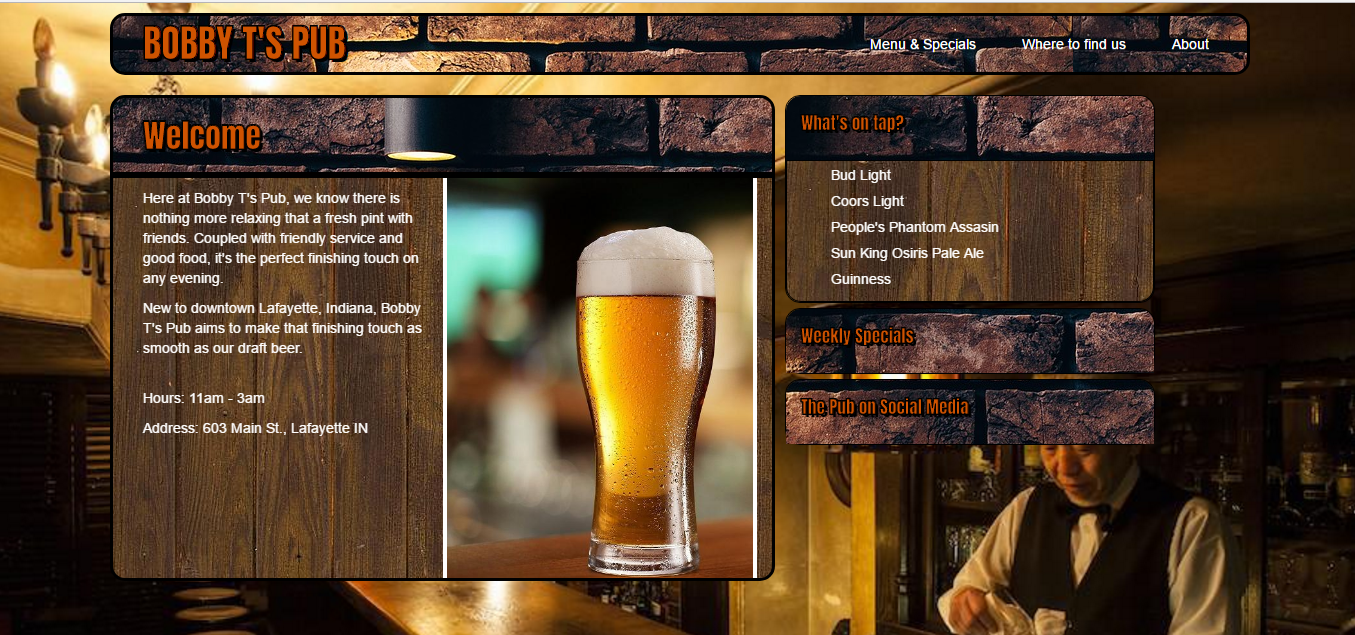 BOBBY T'S PUB
Menu & Specials
Where to find us
About
Welcome
Here at Bobby T's Pub, we know there is
nothing more relaxing that a fresh pint with
friends. Coupled with friendly service and
good food, it's the perfect finishing touch on
any evening.
New to downtown Lafayette, Indiana, Bobby
T's Pub aims to make that finishing touch as
smooth as our draft beer.
Hours: 11am - 3am
Address: 603 Main St., Lafayette IN
What's on tap?
Bud Light
Coors Light
People's Phantom Assasin
Sun King Osiris Pale Ale
Guinness
Weekly Specials
The Pub on Social Media